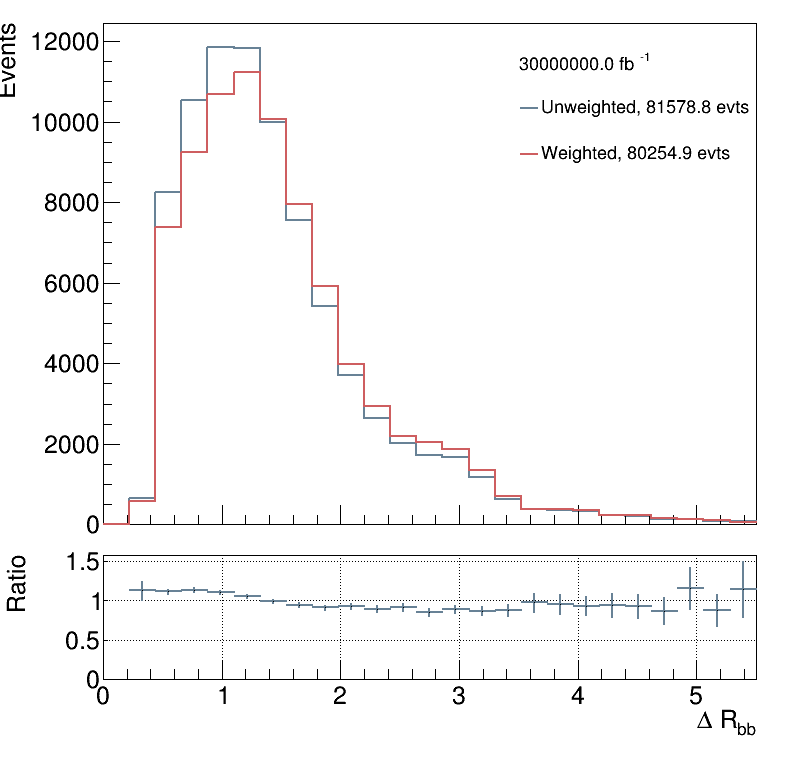 Events
12000
10000
8000
6000
4000
2000
0
30000000.0 fb -1
Unweighted, 81578.8 evts
Weighted, 80254.9 evts
Ratio
1.5
1
0.5
0
0 1 2 3 4 5
Δ Rbb